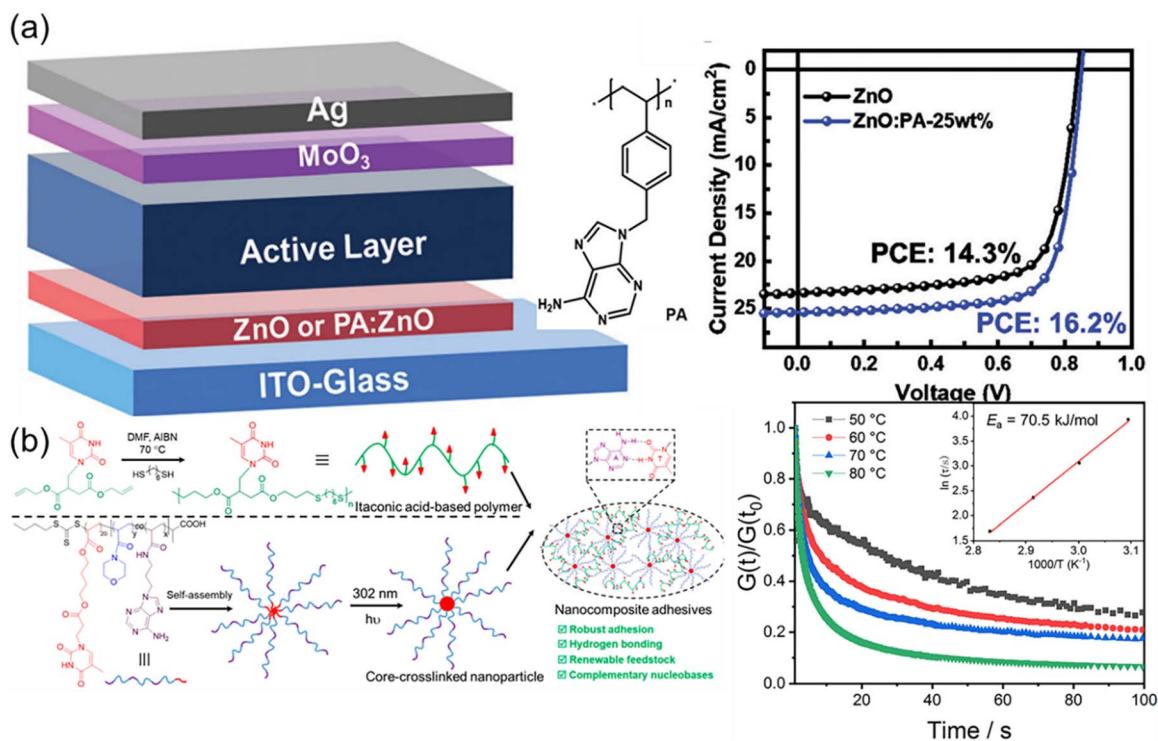 (a)
Ag
MoO₃
Active Layer
ZnO or PA:ZnO
ITO-Glass
n
N
N
N
N
H₂N
PA
Current Density (mA/cm²)
0
5
10
15
20
25
ZnO
ZnO:PA-25wt%
PCE: 14.3%
PCE: 16.2%
0.0 0.2 0.4 0.6 0.8 1.0
Voltage (V)
(b)
DMF, AIBN
70 °C
Itaconic acid-based polymer
COOH
Self-assembly
302 nm
hυ
NH₂
Core-crosslinked nanoparticle
A
T
Nanocomposite adhesives
☑ Robust adhesion
☑ Hydrogen bonding
☑ Renewable feedstock
☑ Complementary nucleobases
G(t)/G(t₀)
1.0
0.8
0.6
0.4
0.2
0.0
50 °C
60 °C
70 °C
80 °C
Eₐ = 70.5 kJ/mol
ln (τ/s)
4.0
3.5
3.0
2.5
2.0
1.5
2.9 3.0 3.1
1000/T (K⁻¹)
20 40 60 80 100
Time / s